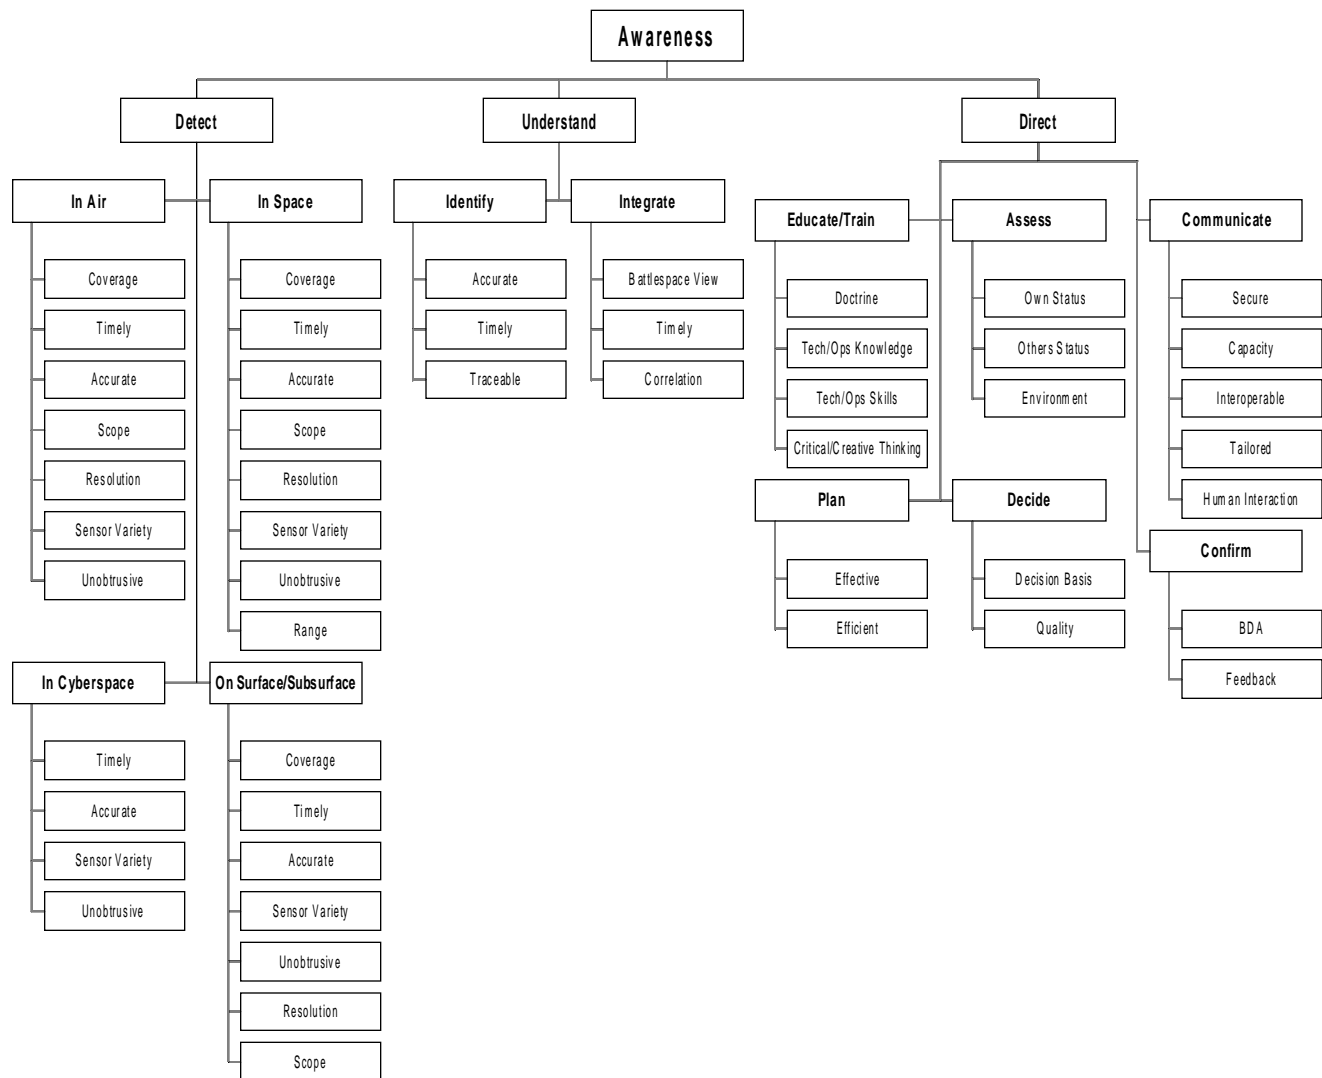 Awareness
Detect
Understand
Direct
In Air
Coverage
Timely
Accurate
Scope
Resolution
Sensor Variety
Unobtrusive
In Space
Coverage
Timely
Accurate
Scope
Resolution
Sensor Variety
Unobtrusive
Range
In Cyberspace
Timely
Accurate
Sensor Variety
Unobtrusive
On Surface/Subsurface
Coverage
Timely
Accurate
Sensor Variety
Unobtrusive
Resolution
Scope
Identify
Accurate
Timely
Traceable
Integrate
Battlespace View
Timely
Correlation
Educate/Train
Doctrine
Tech/Ops Knowledge
Tech/Ops Skills
Critical/Creative Thinking
Assess
Own Status
Others Status
Environment
Communicate
Secure
Capacity
Interoperable
Tailored
Human Interaction
Plan
Effective
Efficient
Decide
Decision Basis
Quality
Confirm
BDA
Feedback